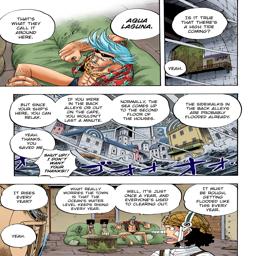 IS IT TRUE
THAT THERE'S
A HIGH TIDE
COMING?
YEAH.
AQUA
LAGUNA.
THAT'S
WHAT THEY
CALL IT
AROUND
HERE.
THE SIDEWALKS
IN THE BACK
ALLEYS ARE
PROBABLY
FLOODED
ALREADY.
NORMALLY, THE
SEA COMES UP
TO THE SECOND
FLOOR OF
THE HOUSES.
IF YOU WERE
IN THE BACK
ALLEYS OR OUT
ON THE CAPE,
YOU WOULDN'T
LAST A
MINUTE.
BUT SINCE
YOUR SHIP'S
HERE, YOU
CAN RELAX.
YEAH.
THANKS.
YOU
SAVED
ME.
SHUT UP!!
I DON'T
WANT
YOUR
THANKS!!
IT MUST
BE ROUGH,
GETTING
FLOODED LIKE
THIS EVERY
YEAR.
WELL, IT'S
JUST ONCE A
YEAR, AND
EVERYONE'S USED
TO CLEARING OUT.
WHAT REALLY
WORRIES THE
TOWN IS THAT
THE OCEAN'S
WATER LEVEL
KEEPS RISING
EVERY YEAR.
IT RISES
EVERY
YEAR?
YEAH.